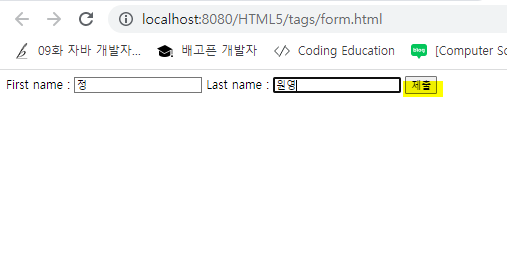 localhost:8080/HTML5/tags/form.html
09화 자바 개발자... 배고픈 개발자 Coding Education blog [Computer Sc
First name : 정 Last name : 원영 제출